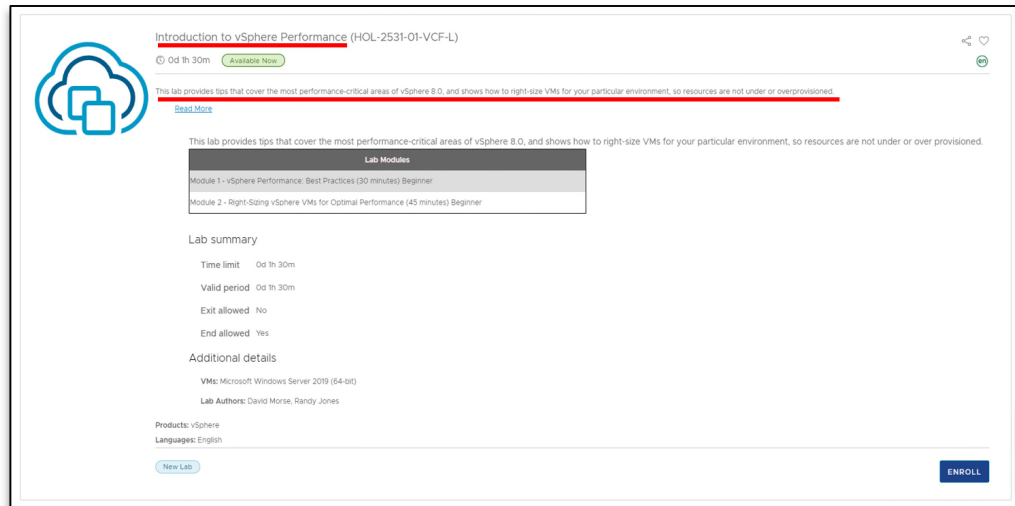 Introduction to vSphere Performance (HOL-2531-01-VCF-L)
0d 1h 30m Available Now en
This lab provides tips that cover the most performance-critical areas of vSphere 8.0, and shows how to right-size VMs for your particular environment, so resources are not under or overprovisioned.
Read More
This lab provides tips that cover the most performance-critical areas of vSphere 8.0, and shows how to right-size VMs for your particular environment, so resources are not under or over provisioned.
Lab Modules
Module 1 - vSphere Performance: Best Practices (30 minutes) Beginner
Module 2 - Right-Sizing vSphere VMs for Optimal Performance (45 minutes) Beginner
Lab summary
Time limit 0d 1h 30m
Valid period 0d 1h 30m
Exit allowed No
End allowed Yes
Additional details
VMs: Microsoft Windows Server 2019 (64-bit)
Lab Authors: David Morse, Randy Jones
Products: vSphere
Languages: English
New Lab ENROLL